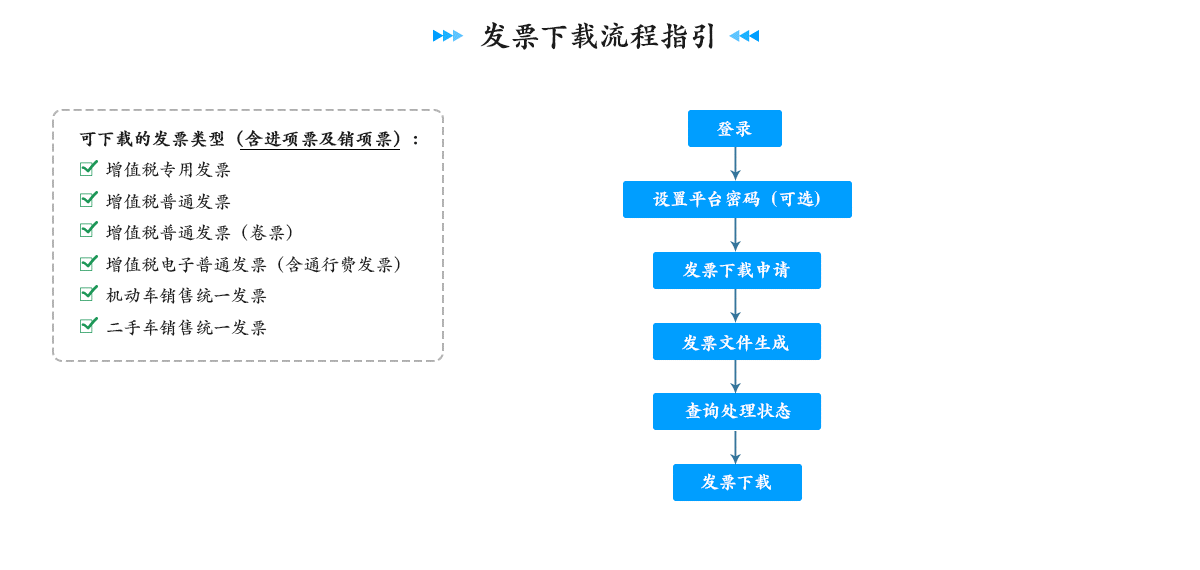 发票下载流程指引
可下载的发票类型（含进项票及销项票）：
增值税专用发票
增值税普通发票
增值税普通发票（卷票）
增值税电子普通发票（含通行费发票）
机动车销售统一发票
二手车销售统一发票
登录
设置平台密码（可选）
发票下载申请
发票文件生成
查询处理状态
发票下载